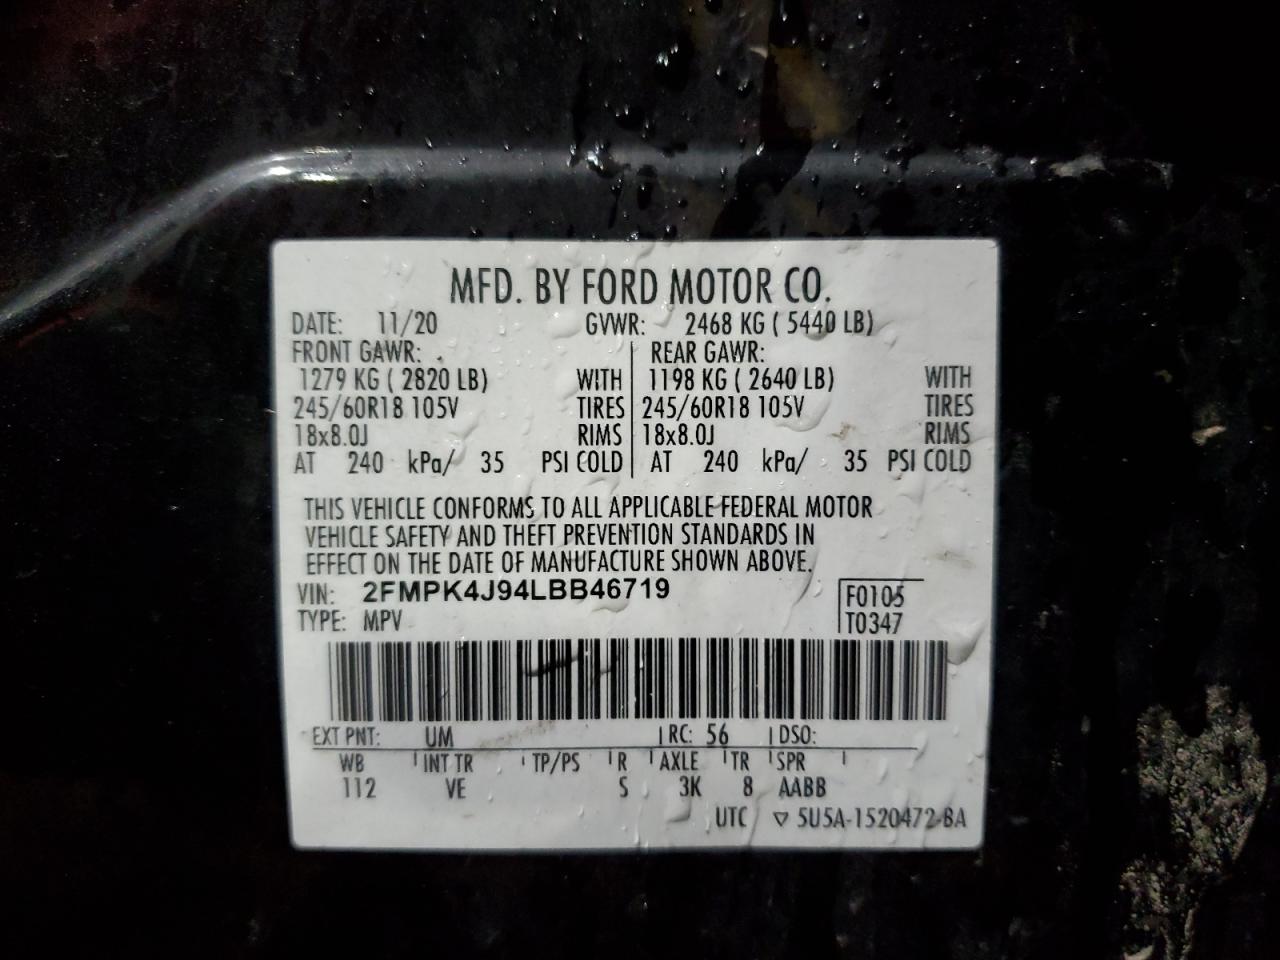 MFD. BY FORD MOTOR CO.
DATE: 11/20 GVWR: 2468 KG ( 5440 LB)
FRONT GAWR: REAR GAWR:
1279 KG ( 2820 LB) WITH 1198 KG ( 2640 LB) WITH
245/60R18 105V TIRES 245/60R18 105V TIRES
18x8.0J RIMS 18x8.0J RIMS
AT 240 kPa/ 35 PSI COLD AT 240 kPa/ 35 PSI COLD
THIS VEHICLE CONFORMS TO ALL APPLICABLE FEDERAL MOTOR
VEHICLE SAFETY AND THEFT PREVENTION STANDARDS IN
EFFECT ON THE DATE OF MANUFACTURE SHOWN ABOVE.
VIN: 2FMPK4J94LBB46719 F0105
TYPE: MPV T0347
EXT PNT: UM RC: 56 DSO:
WB INT TR TP/PS R AXLE TR SPR
112 VE S 3K 8 AABB
UTC ▽ 5U5A-1520472-BA